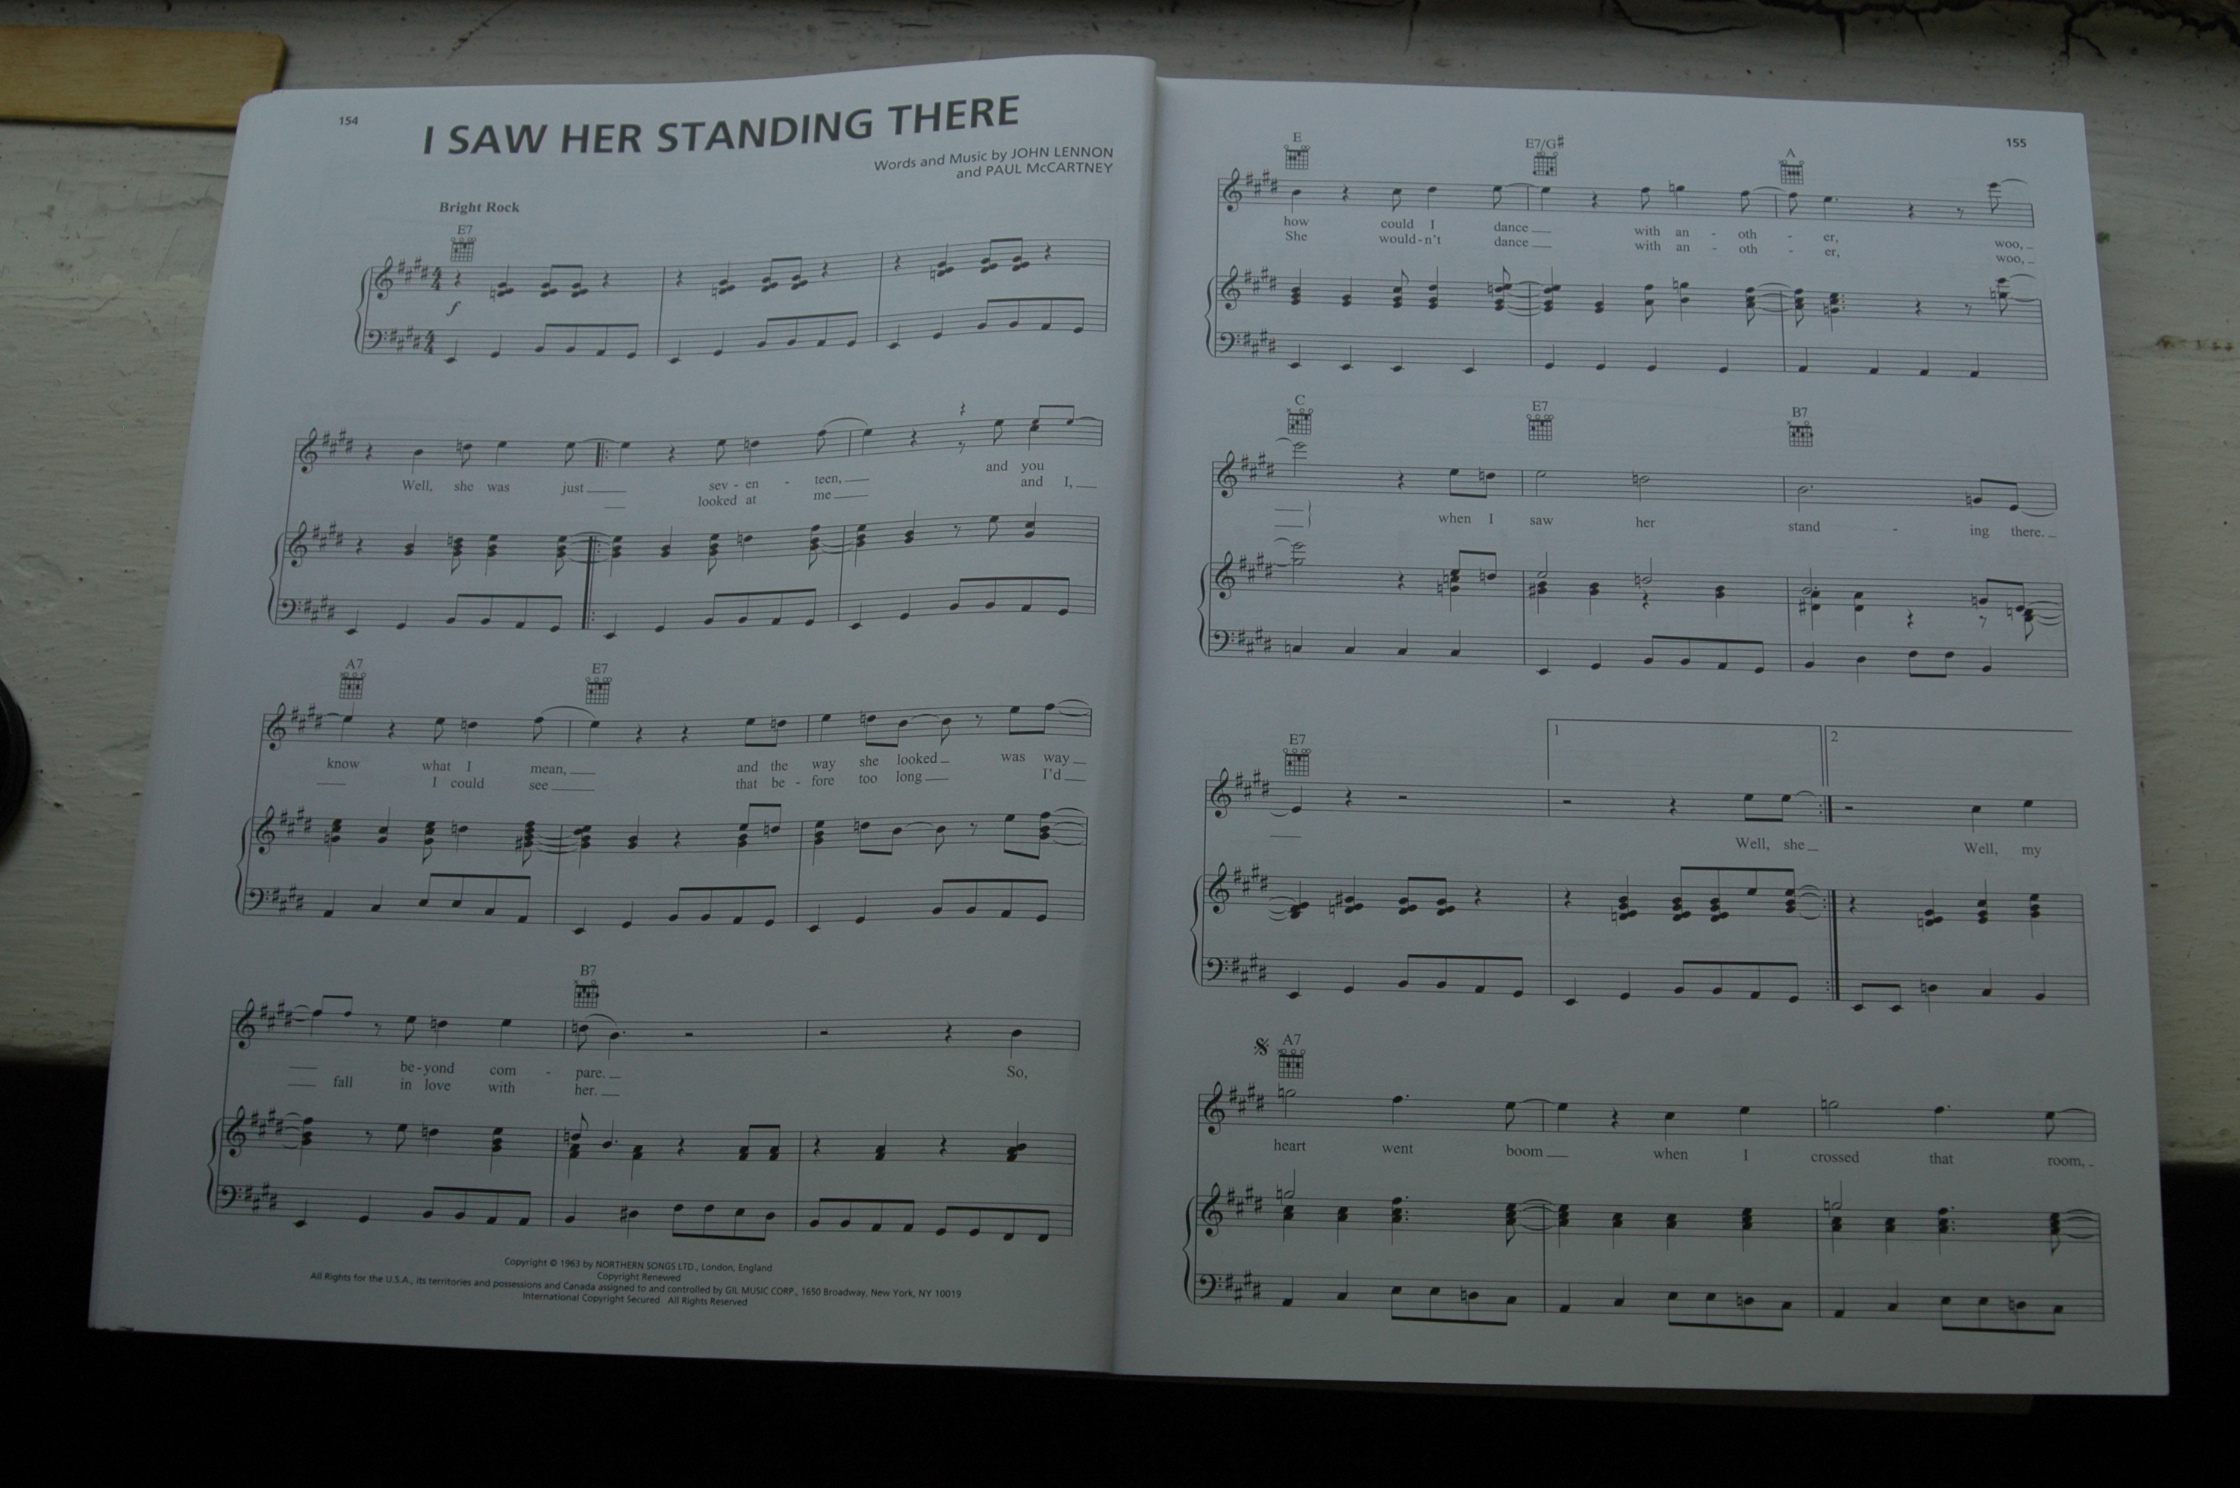 154
I SAW HER STANDING THERE
Words and Music by JOHN LENNON
and PAUL McCARTNEY
Bright Rock
E7
f
Well, she was just sev - en - teen, and you
looked at me and I,
A7 E7
know what I mean, and the way she looked was way
I could see that be - fore too long I'd
B7
be - yond com - pare. So,
fall in love with her.
Copyright © 1963 by NORTHERN SONGS LTD., London, England
Copyright Renewed
All Rights for the U.S.A., its territories and possessions and Canada assigned to and controlled by GIL MUSIC CORP., 1650 Broadway, New York, NY 10019
International Copyright Secured All Rights Reserved
155
E E7/G# A
how could I dance with an - oth - er, woo,
She would - n't dance with an - oth - er, woo,
C E7 B7
when I saw her stand - ing there.
E7
1 2
Well, she Well, my
A7
heart went boom when I crossed that room,